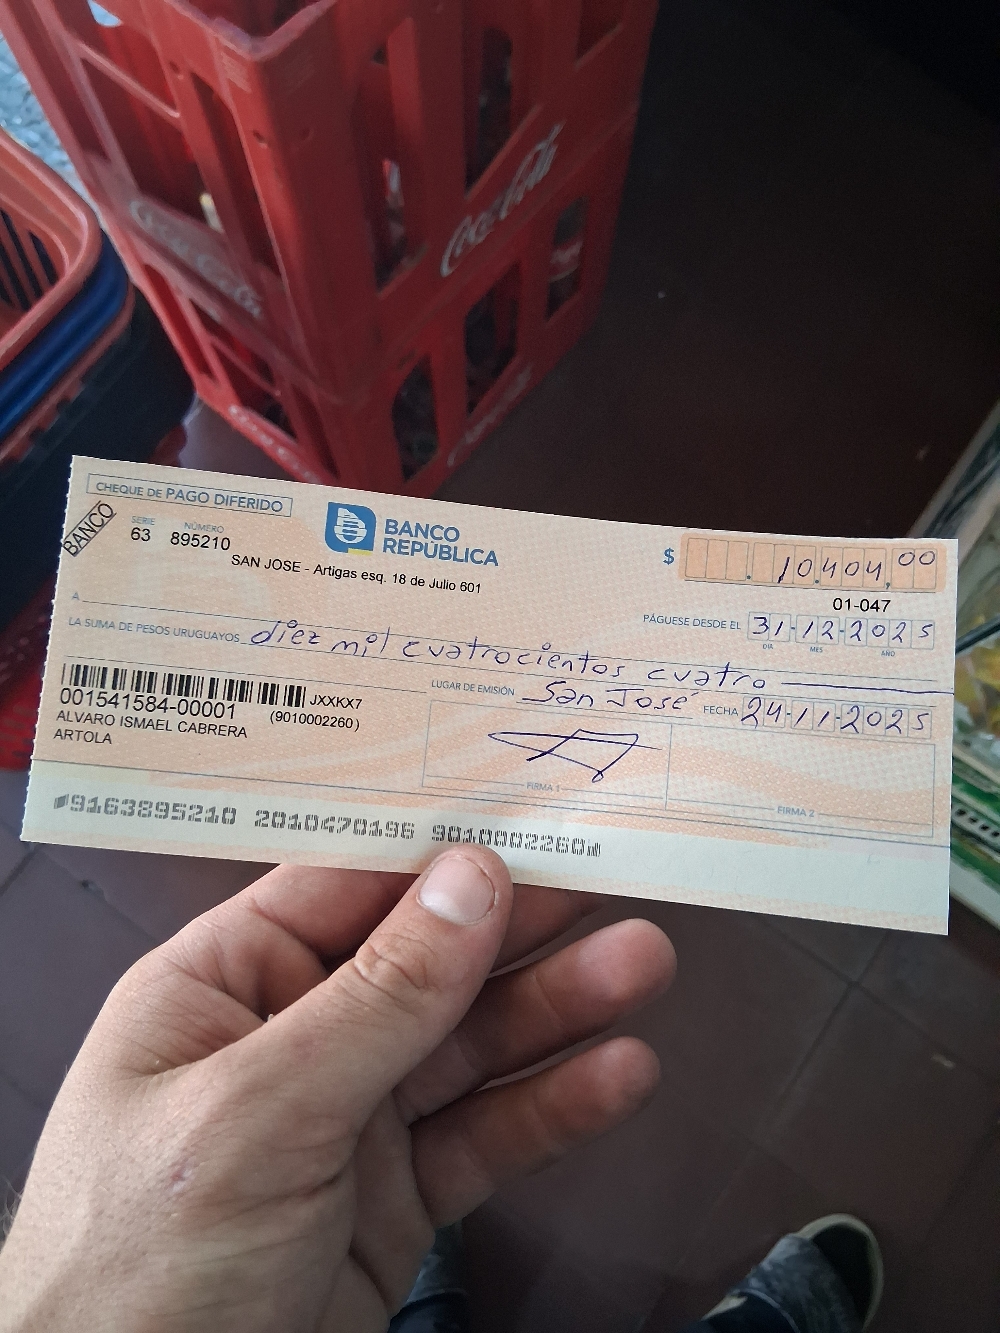 Coca-Cola
Coca-Cola
CHEQUE DE PAGO DIFERIDO
BANCO
SERIE NÚMERO
63 895210
BANCO
REPÚBLICA
SAN JOSE - Artigas esq. 18 de Julio 601
$ 10.404,00
01-047
A
PÁGUESE DESDE EL 31-12-2025
DIA MES AÑO
LA SUMA DE PESOS URUGUAYOS diez mil cuatrocientos cuatro
LUGAR DE EMISIÓN San José FECHA 24-11-2025
JXXKX7
001541584-00001 (9010002260)
ALVARO ISMAEL CABRERA
ARTOLA
FIRMA 1
FIRMA 2
9163895210 2010470196 9010002260